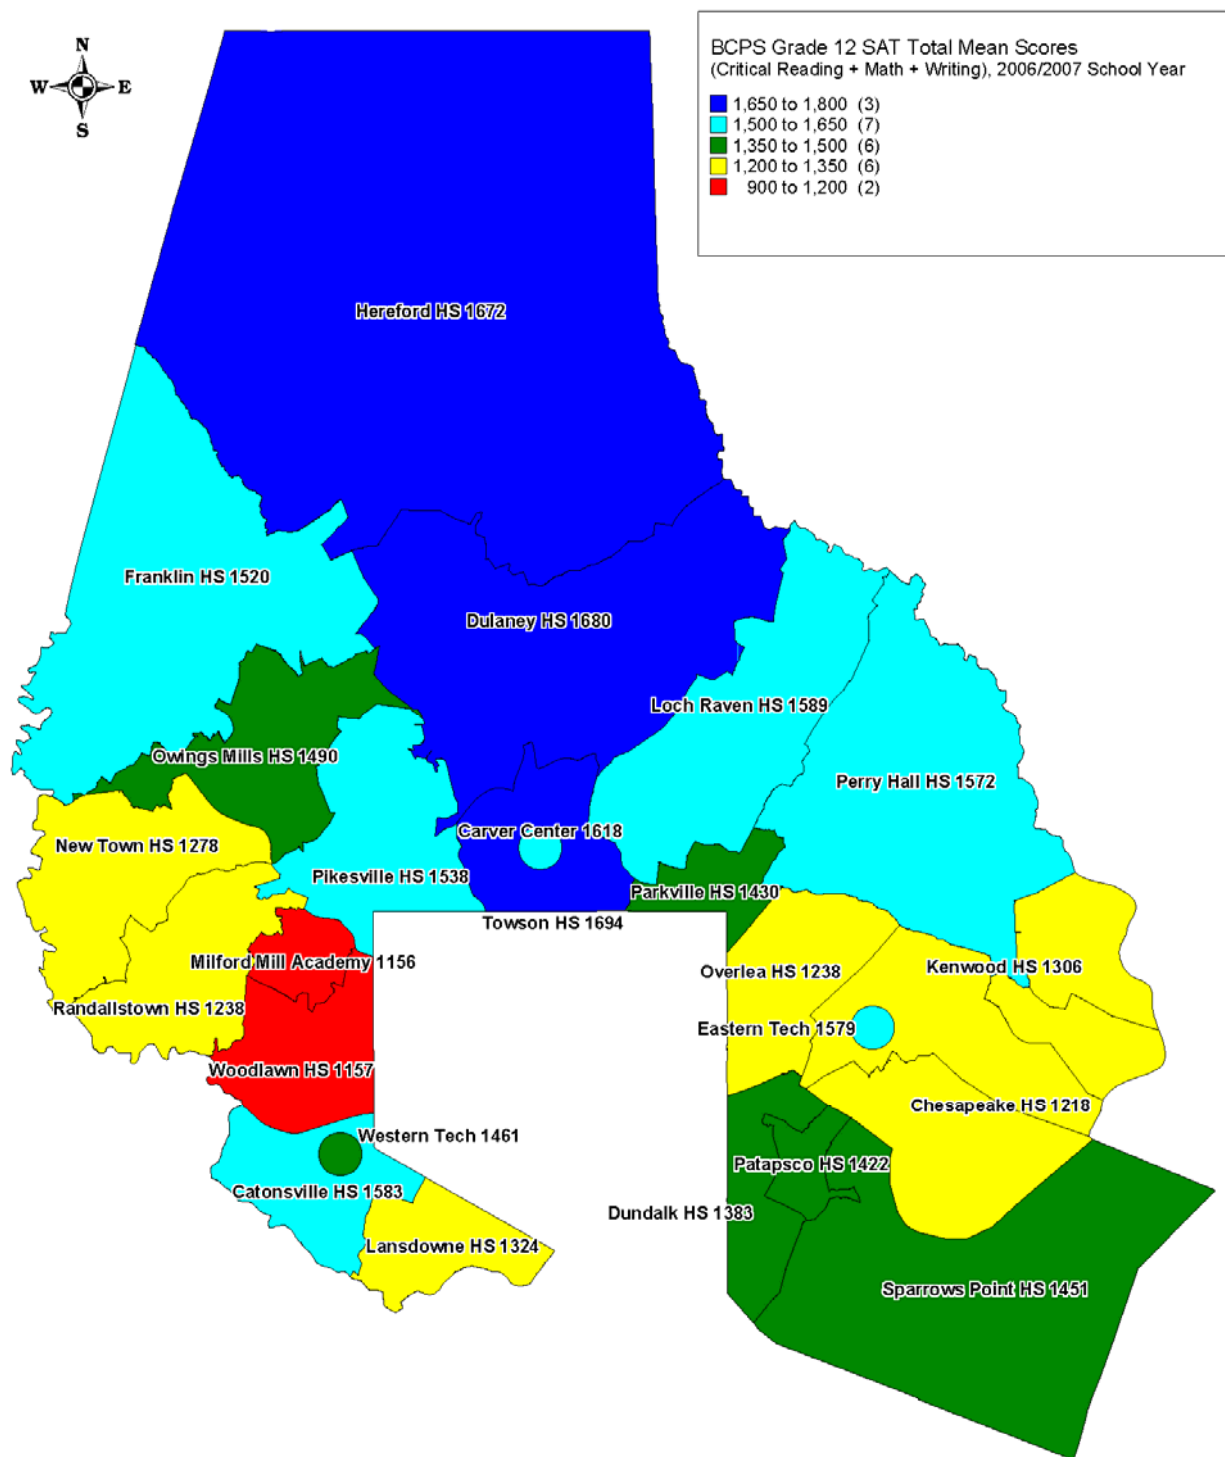 N
W E
S
BCPS Grade 12 SAT Total Mean Scores
(Critical Reading + Math + Writing), 2006/2007 School Year
1,650 to 1,800 (3)
1,500 to 1,650 (7)
1,350 to 1,500 (6)
1,200 to 1,350 (6)
900 to 1,200 (2)
Hereford HS 1672
Franklin HS 1520
Dulaney HS 1680
Loch Raven HS 1589
Owings Mills HS 1490
Perry Hall HS 1572
Carver Center 1618
New Town HS 1278
Pikesville HS 1538
Parkville HS 1430
Towson HS 1694
Milford Mill Academy 1156
Overlea HS 1238
Kenwood HS 1306
Randallstown HS 1238
Eastern Tech 1579
Woodlawn HS 1157
Chesapeake HS 1218
Western Tech 1461
Patapsco HS 1422
Catonsville HS 1583
Dundalk HS 1383
Lansdowne HS 1324
Sparrows Point HS 1451